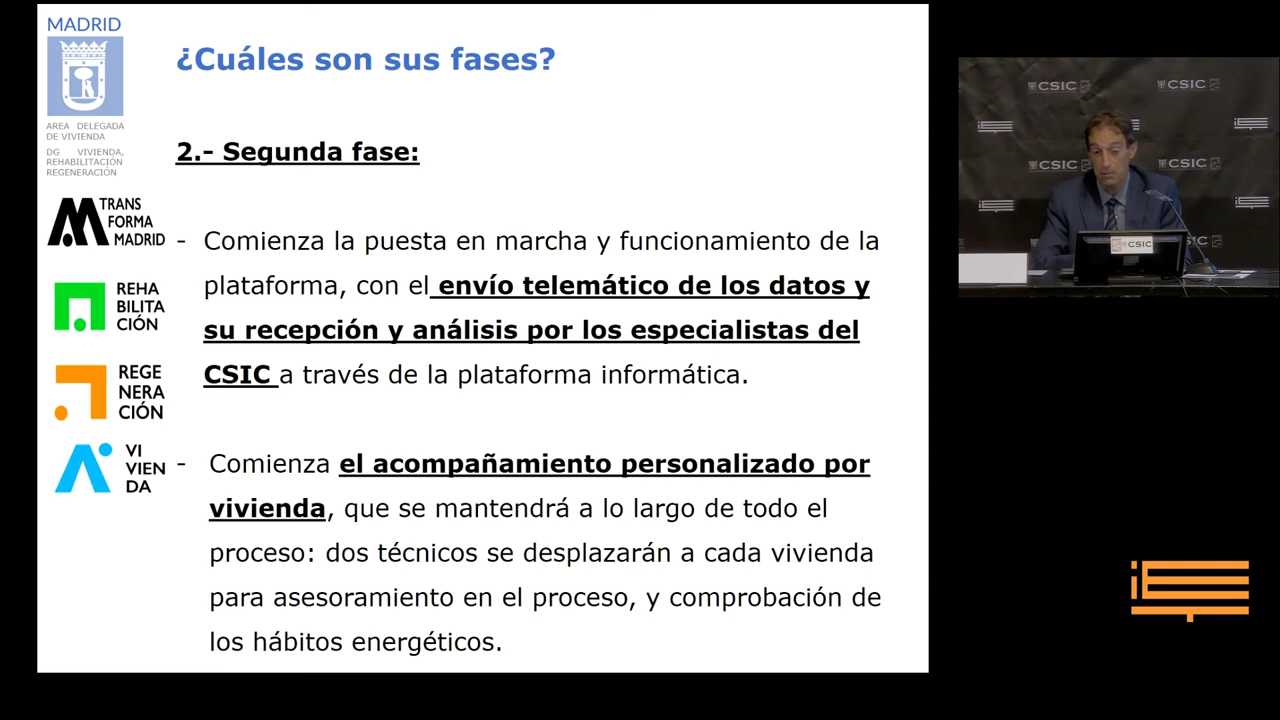 MADRID
AREA DELEGADA
DE VIVIENDA
DG VIVIENDA,
REHABILITACIÓN
REGENERACIÓN
TRANS
FORMA
MADRID
REHA
BILITA
CIÓN
REGE
NERA
CIÓN
VI
VIEN
DA
¿Cuáles son sus fases?
2.- Segunda fase:
- Comienza la puesta en marcha y funcionamiento de la
plataforma, con el envío telemático de los datos y
su recepción y análisis por los especialistas del
CSIC a través de la plataforma informática.
- Comienza el acompañamiento personalizado por
vivienda, que se mantendrá a lo largo de todo el
proceso: dos técnicos se desplazarán a cada vivienda
para asesoramiento en el proceso, y comprobación de
los hábitos energéticos.
CSIC
CSIC
CSIC
CSIC
CSIC
CSIC